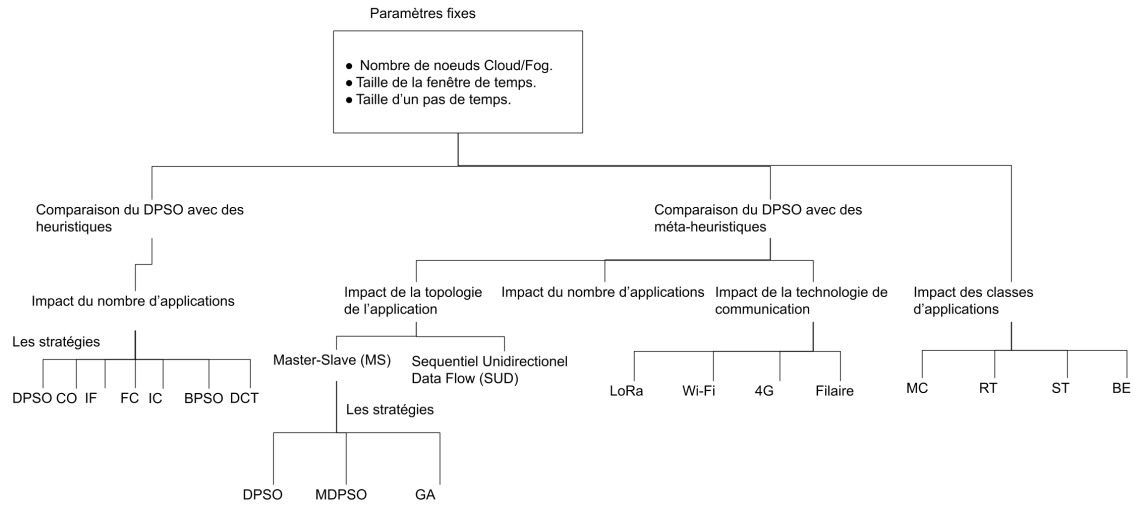 Paramètres fixes
● Nombre de noeuds Cloud/Fog.
● Taille de la fenêtre de temps.
● Taille d'un pas de temps.
Comparaison du DPSO avec des
heuristiques
Comparaison du DPSO avec des
méta-heuristiques
Impact du nombre d'applications
Impact de la topologie
de l'application
Impact du nombre d'applications
Impact de la technologie de
communication
Impact des classes
d'applications
Les stratégies
DPSO CO IF FC IC BPSO DCT
Master-Slave (MS)
Sequentiel Unidirectionel
Data Flow (SUD)
LoRa Wi-Fi 4G Filaire
MC RT ST BE
Les stratégies
DPSO MDPSO GA